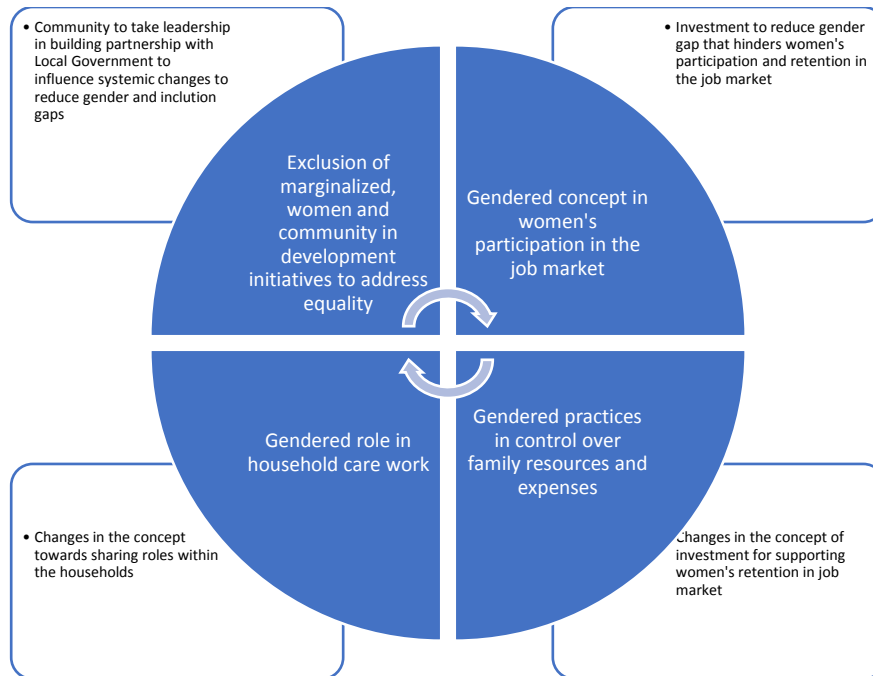 • Community to take leadership
in building partnership with
Local Government to
influence systemic changes to
reduce gender and inclution
gaps
• Investment to reduce gender
gap that hinders women's
participation and retention in
the job market
Exclusion of
marginalized,
women and
community in
development
initiatives to address
equality
Gendered concept in
women's
participation in the
job market
Gendered role in
household care work
Gendered practices
in control over
family resources and
expenses
• Changes in the concept
towards sharing roles within
the households
Changes in the concept of
investment for supporting
women's retention in job
market